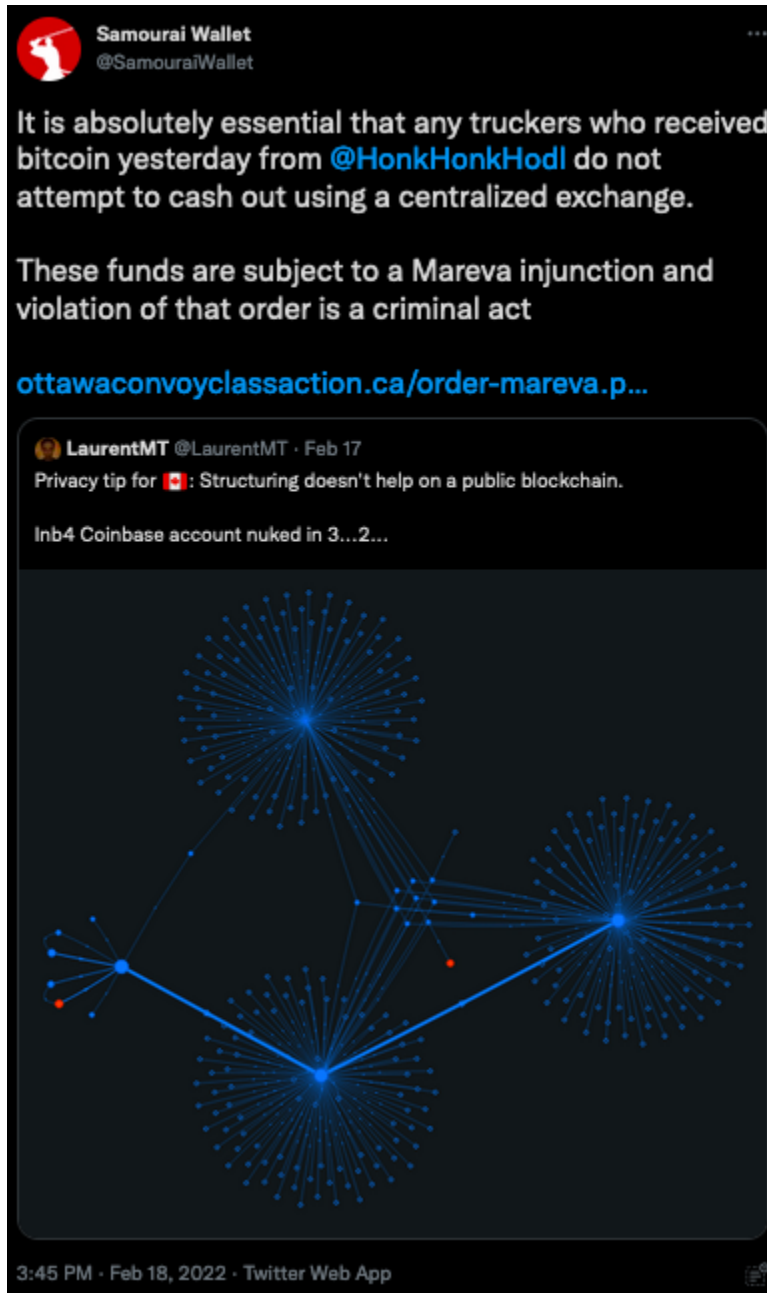 Samourai Wallet
@SamouraiWallet
It is absolutely essential that any truckers who received
bitcoin yesterday from @HonkHonkHodl do not
attempt to cash out using a centralized exchange.
These funds are subject to a Mareva injunction and
violation of that order is a criminal act
ottawaconvoyclassaction.ca/order-mareva.p...
LaurentMT @LaurentMT · Feb 17
Privacy tip for 🇨🇦: Structuring doesn't help on a public blockchain.
Inb4 Coinbase account nuked in 3...2...
3:45 PM · Feb 18, 2022 · Twitter Web App